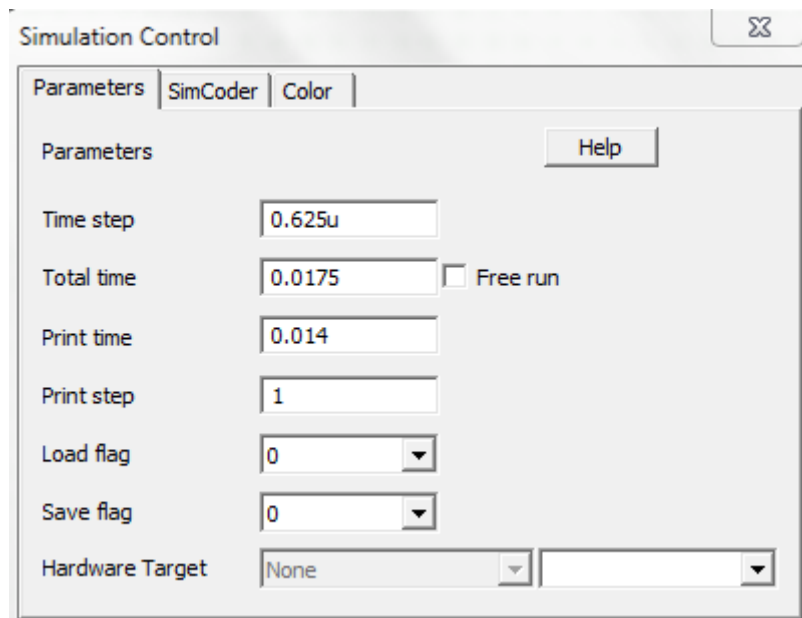 Simulation Control
Parameters SimCoder Color
Parameters Help
Time step 0.625u
Total time 0.0175 Free run
Print time 0.014
Print step 1
Load flag 0
Save flag 0
Hardware Target None